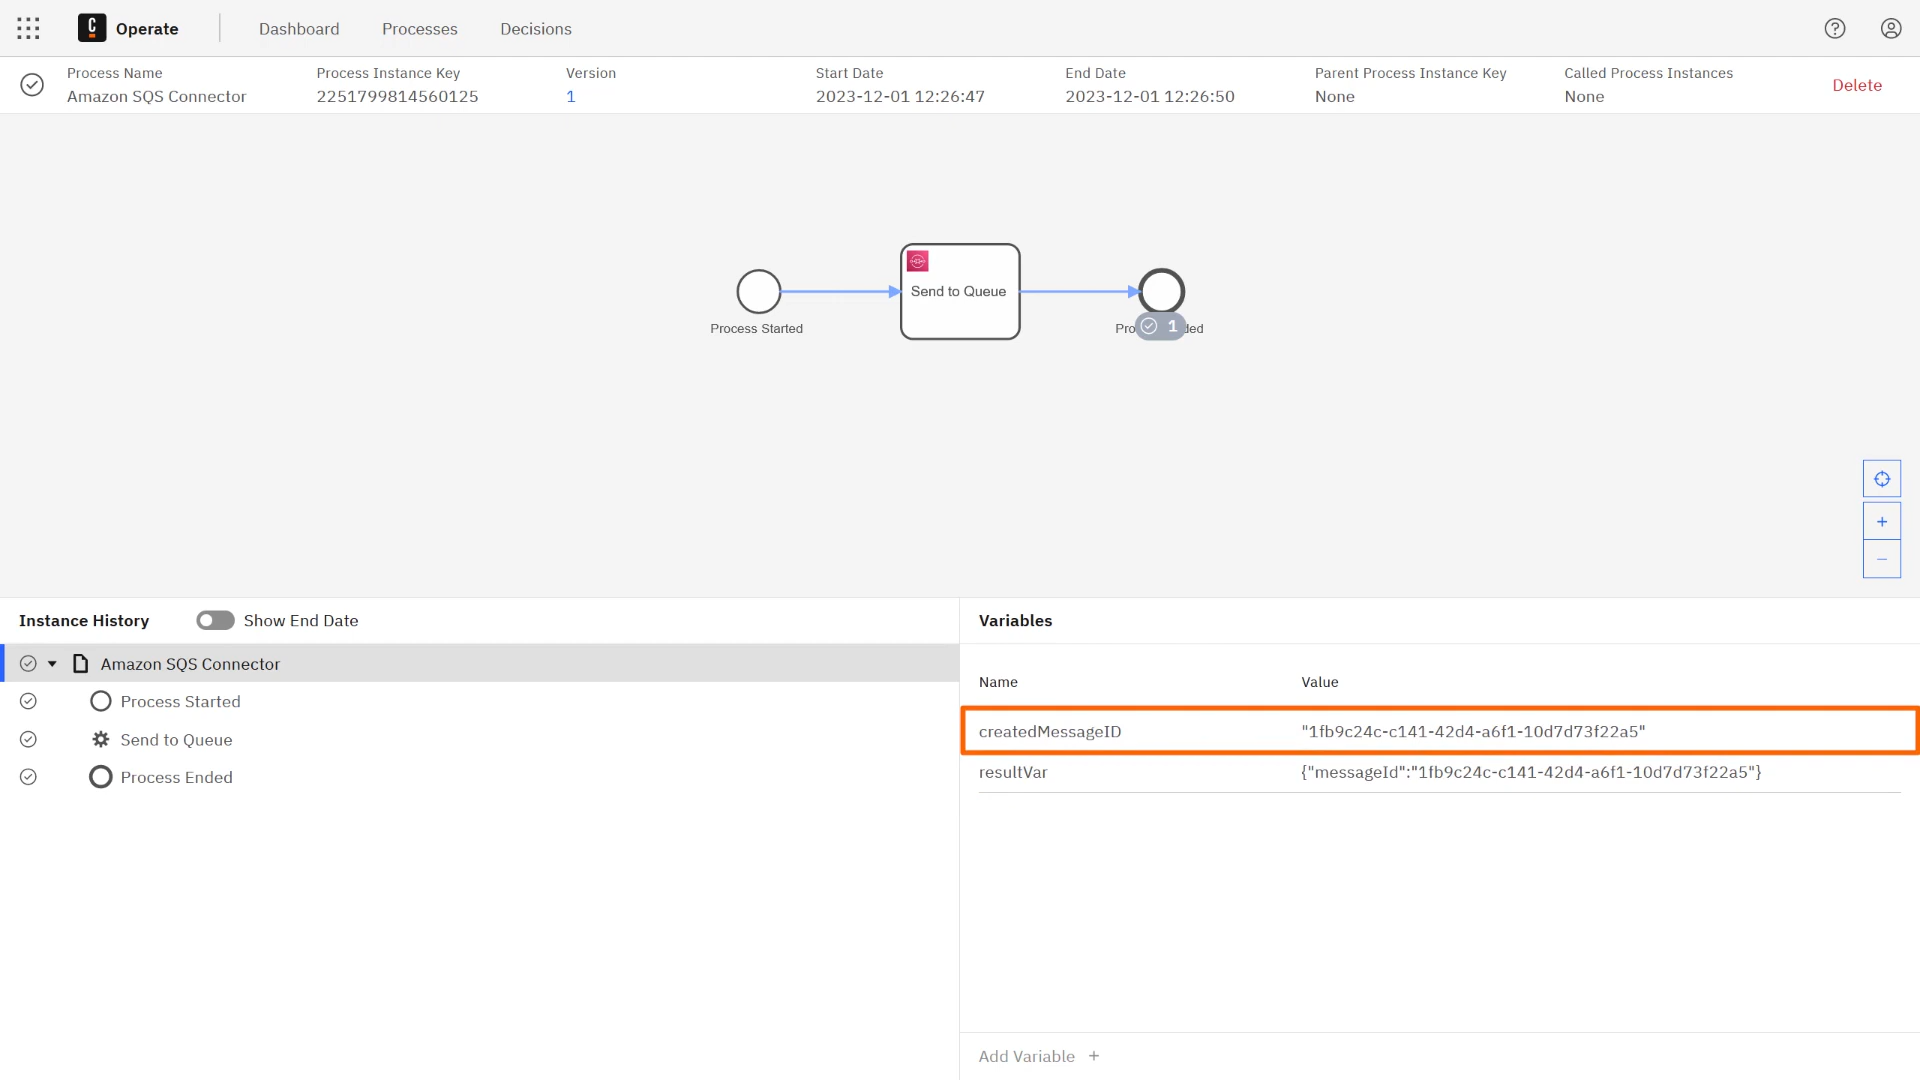 Operate
Dashboard
Processes
Decisions
Process Name
Amazon SQS Connector
Process Instance Key
2251799814560125
Version
1
Start Date
2023-12-01 12:26:47
End Date
2023-12-01 12:26:50
Parent Process Instance Key
None
Called Process Instances
None
Delete
Send to Queue
Process Started
Pro
1
ded
Instance History
Show End Date
Amazon SQS Connector
Process Started
Send to Queue
Process Ended
Variables
Name Value
createdMessageID "1fb9c24c-c141-42d4-a6f1-10d7d73f22a5"
resultVar {"messageId":"1fb9c24c-c141-42d4-a6f1-10d7d73f22a5"}
Add Variable +